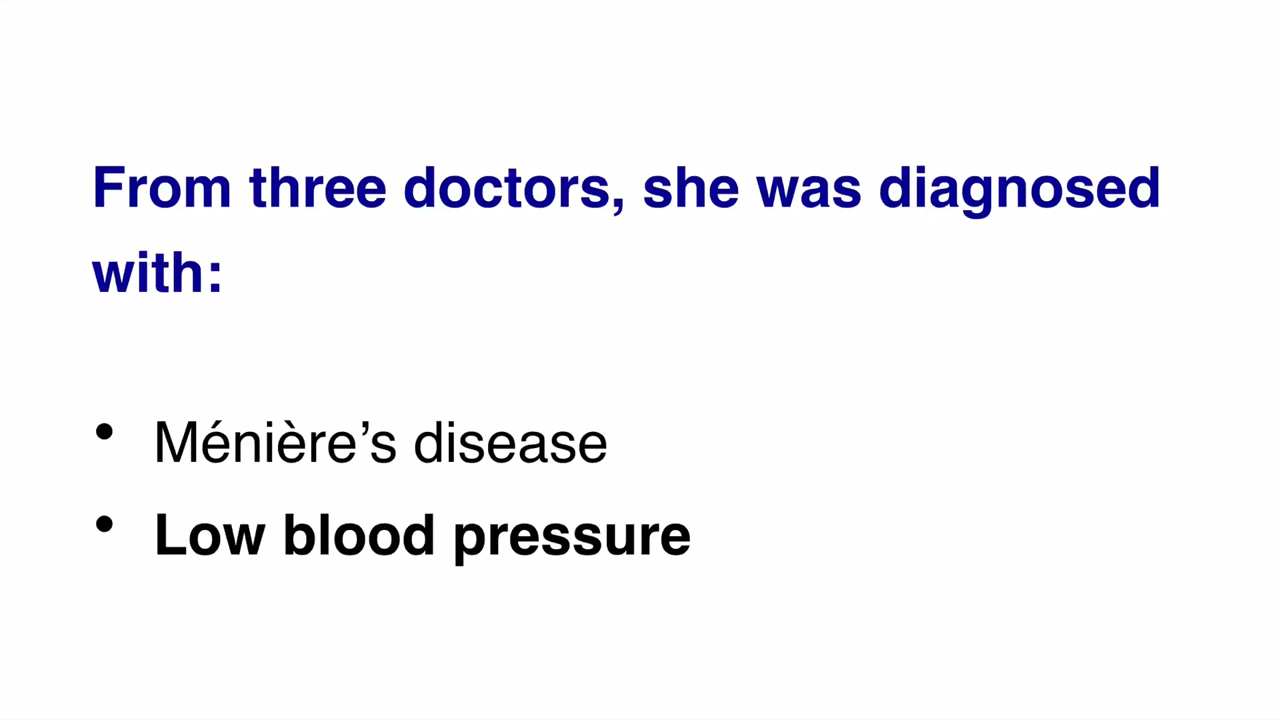 From three doctors, she was diagnosed
with:
• Ménière’s disease
• Low blood pressure